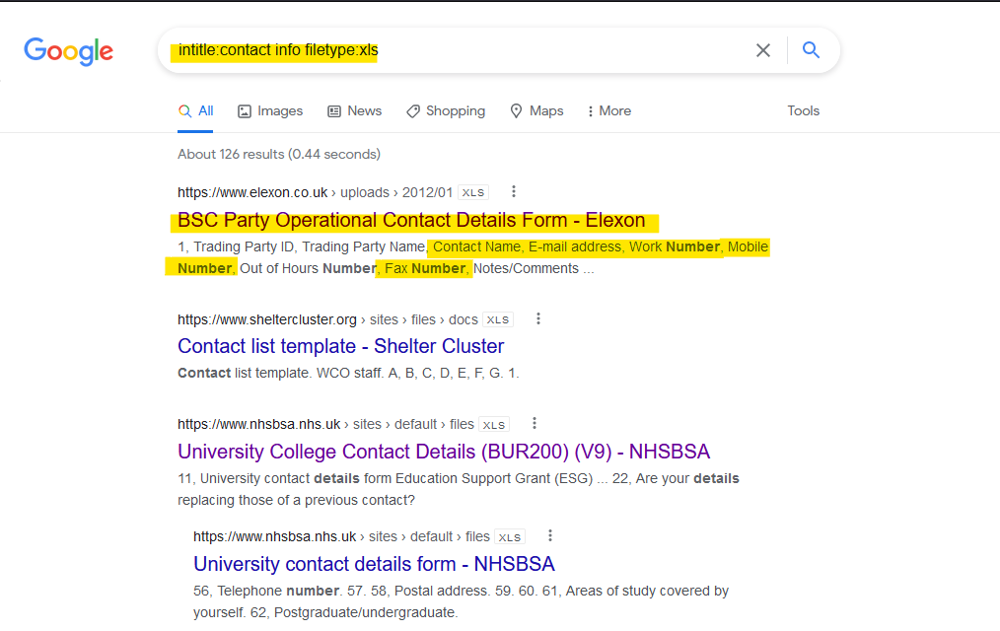 Google
intitle:contact info filetype:xls
All Images News Shopping Maps More Tools
About 126 results (0.44 seconds)
https://www.elexon.co.uk › uploads › 2012/01 XLS
BSC Party Operational Contact Details Form - Elexon
1, Trading Party ID, Trading Party Name, Contact Name, E-mail address, Work Number, Mobile
Number, Out of Hours Number, Fax Number, Notes/Comments ...
https://www.sheltercluster.org › sites › files › docs XLS
Contact list template - Shelter Cluster
Contact list template. WCO staff. A, B, C, D, E, F, G. 1.
https://www.nhsbsa.nhs.uk › sites › default › files XLS
University College Contact Details (BUR200) (V9) - NHSBSA
11, University contact details form Education Support Grant (ESG) ... 22, Are your details
replacing those of a previous contact?
https://www.nhsbsa.nhs.uk › sites › default › files XLS
University contact details form - NHSBSA
56, Telephone number. 57. 58, Postal address. 59. 60. 61, Areas of study covered by
yourself. 62, Postgraduate/undergraduate.